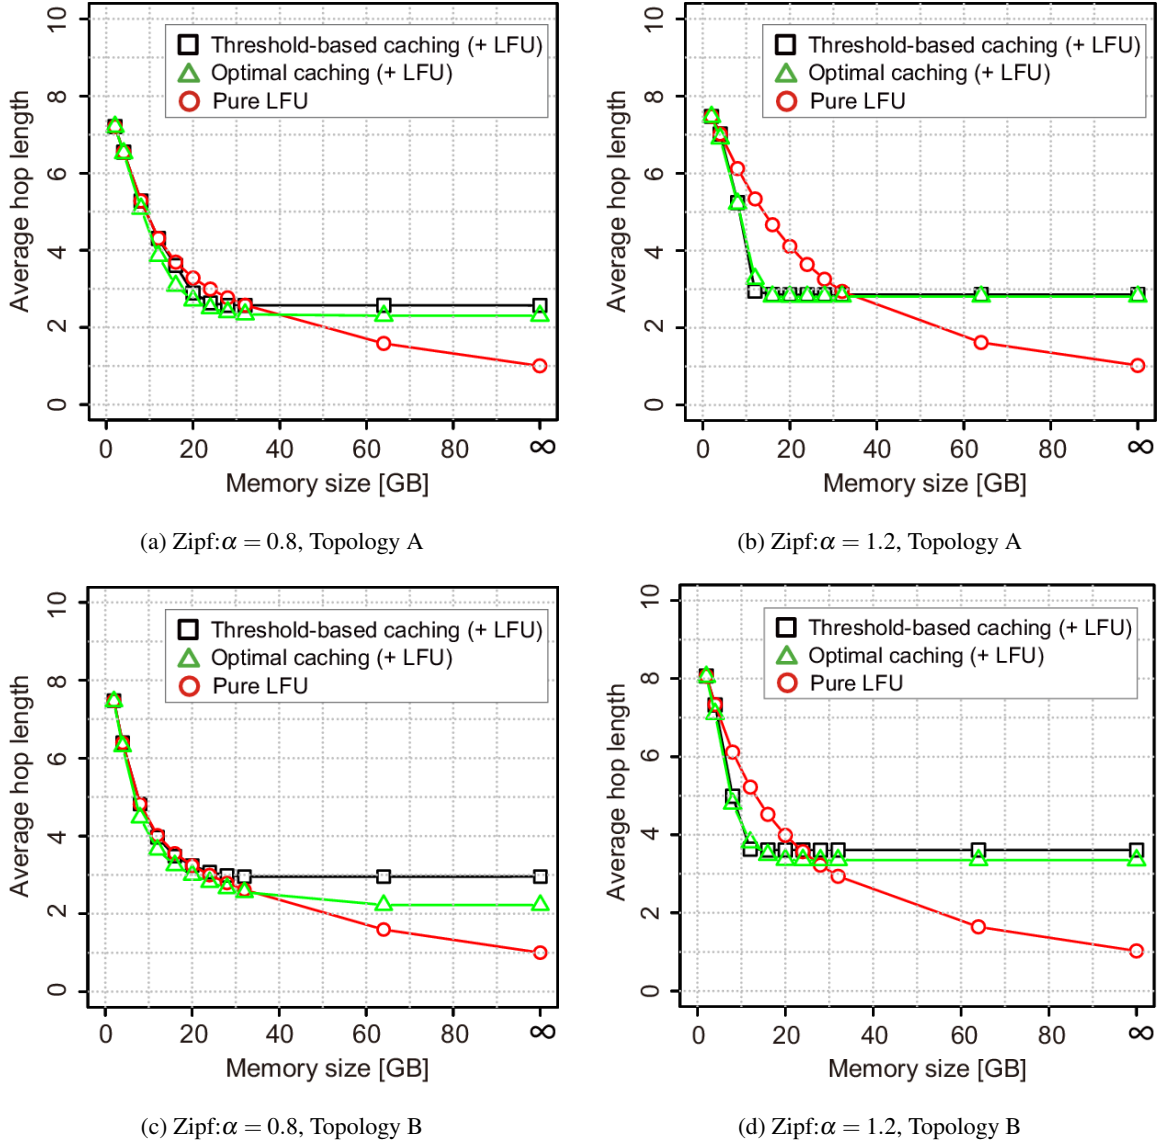 Threshold-based caching (+ LFU)
Optimal caching (+ LFU)
Pure LFU
Average hop length
0 2 4 6 8 10
0 20 40 60 80 ∞
Memory size [GB]
(a) Zipf:α = 0.8, Topology A
Threshold-based caching (+ LFU)
Optimal caching (+ LFU)
Pure LFU
Average hop length
0 2 4 6 8 10
0 20 40 60 80 ∞
Memory size [GB]
(b) Zipf:α = 1.2, Topology A
Threshold-based caching (+ LFU)
Optimal caching (+ LFU)
Pure LFU
Average hop length
0 2 4 6 8 10
0 20 40 60 80 ∞
Memory size [GB]
(c) Zipf:α = 0.8, Topology B
Threshold-based caching (+ LFU)
Optimal caching (+ LFU)
Pure LFU
Average hop length
0 2 4 6 8 10
0 20 40 60 80 ∞
Memory size [GB]
(d) Zipf:α = 1.2, Topology B